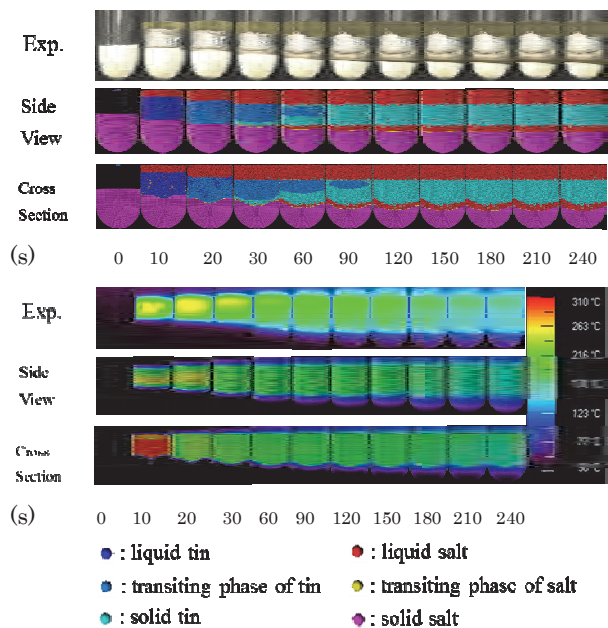 Exp.
Side
View
Cross
Section
(s) 0 10 20 30 60 90 120 150 180 210 240
Exp.
310 °C
263 °C
216 °C
Side
View
123 °C
Cross
Section
(s) 0 10 20 30 60 90 120 150 180 210 240
: liquid tin : liquid salt
: transiting phase of tin : transiting phase of salt
: solid tin : solid salt